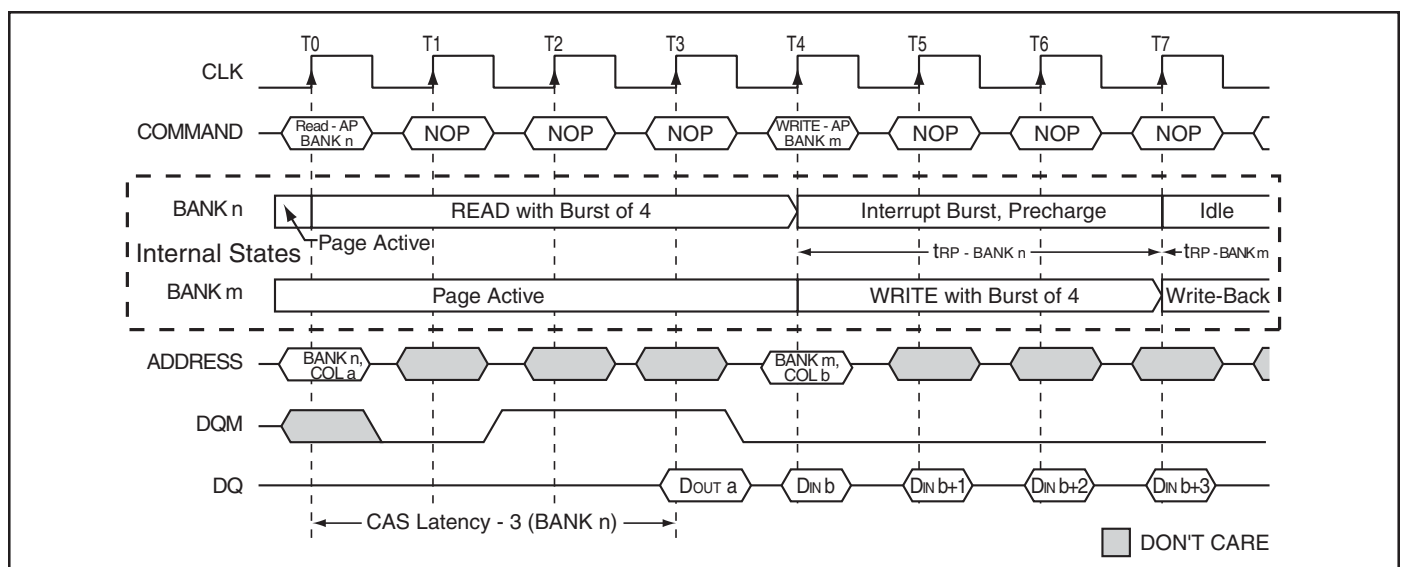 T0 T1 T2 T3 T4 T5 T6 T7
CLK
COMMAND Read - AP BANK n NOP NOP NOP WRITE - AP BANK m NOP NOP NOP
BANK n READ with Burst of 4 Interrupt Burst, Precharge Idle
Page Active
Internal States
tRP - BANK n tRP - BANK m
BANK m Page Active WRITE with Burst of 4 Write-Back
ADDRESS BANK n, COL a BANK m, COL b
DQM
DQ DOUT a DIN b DIN b+1 DIN b+2 DIN b+3
CAS Latency - 3 (BANK n)
DON'T CARE